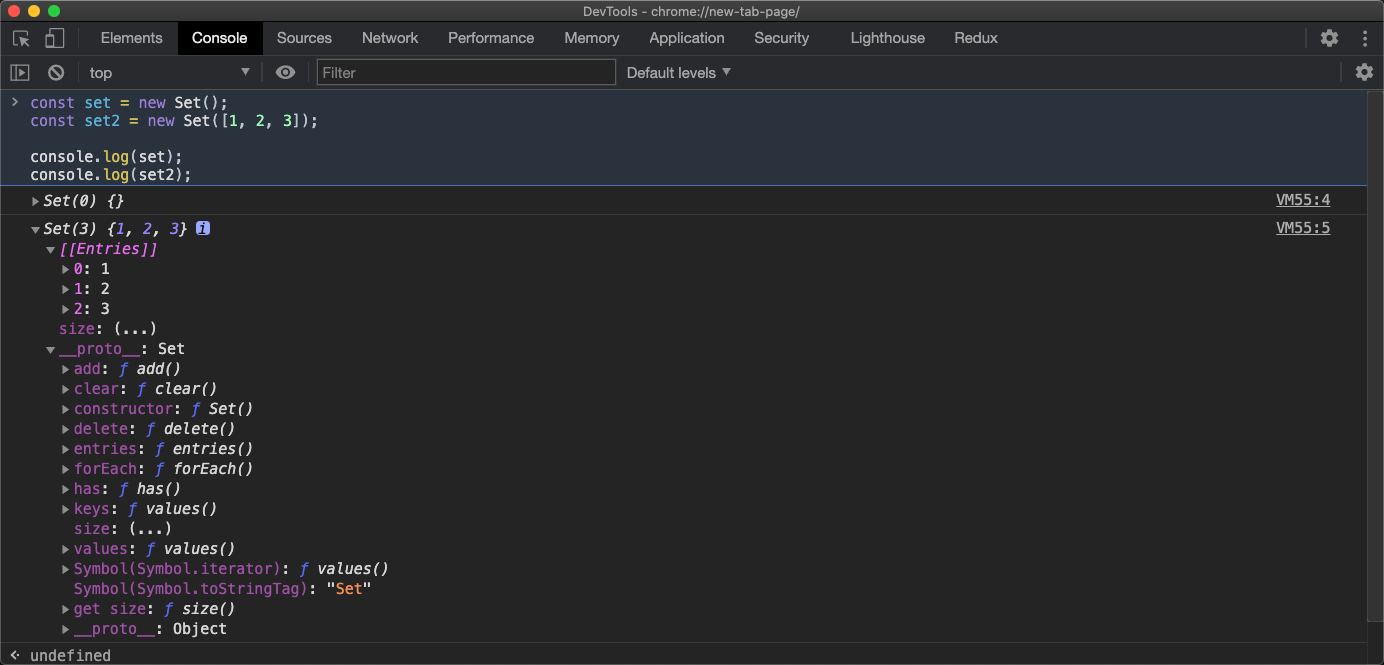 DevTools - chrome://new-tab-page/
Elements Console Sources Network Performance Memory Application Security Lighthouse Redux
top Filter Default levels
const set = new Set();
const set2 = new Set([1, 2, 3]);
console.log(set);
console.log(set2);
Set(0) {} VM55:4
Set(3) {1, 2, 3} i VM55:5
[[Entries]]
0: 1
1: 2
2: 3
size: (...)
__proto__: Set
add: ƒ add()
clear: ƒ clear()
constructor: ƒ Set()
delete: ƒ delete()
entries: ƒ entries()
forEach: ƒ forEach()
has: ƒ has()
keys: ƒ values()
size: (...)
values: ƒ values()
Symbol(Symbol.iterator): ƒ values()
Symbol(Symbol.toStringTag): "Set"
get size: ƒ size()
__proto__: Object
undefined